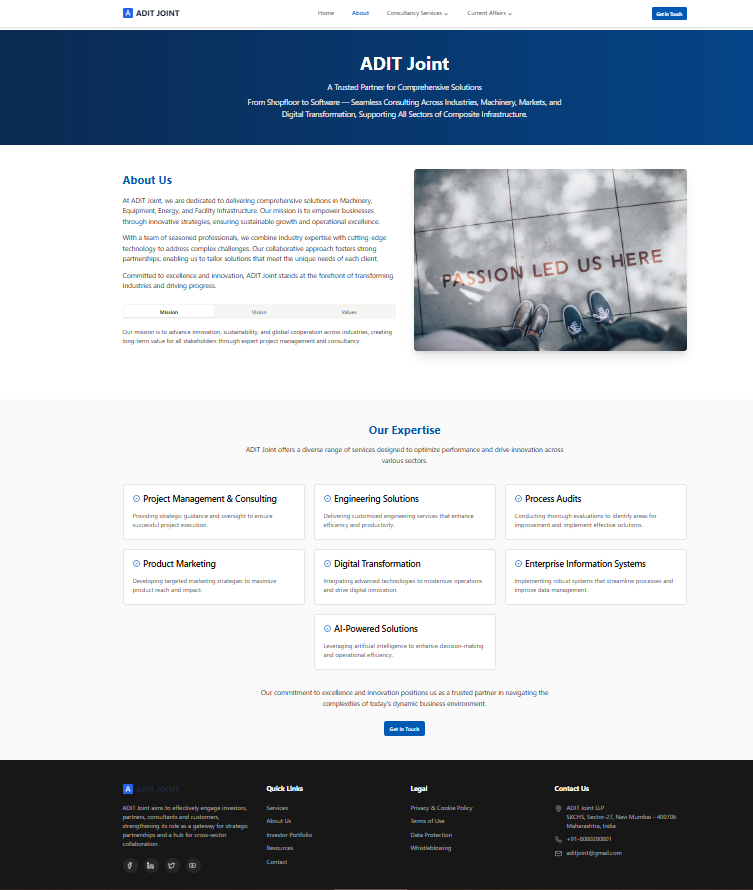 ADIT JOINT
Home
About
Consultancy Services
Current Affairs
Get in Touch
ADIT Joint
A Trusted Partner for Comprehensive Solutions
From Shopfloor to Software — Seamless Consulting Across Industries, Machinery, Markets, and
Digital Transformation, Supporting All Sectors of Composite Infrastructure.
About Us
At ADIT Joint, we are dedicated to delivering comprehensive solutions in Machinery,
Equipment, Energy, and Facility Infrastructure. Our mission is to empower businesses
through innovative strategies, ensuring sustainable growth and operational excellence.
With a team of seasoned professionals, we combine industry expertise with cutting-edge
technology to address complex challenges. Our collaborative approach fosters strong
partnerships, enabling us to tailor solutions that meet the unique needs of each client.
Committed to excellence and innovation, ADIT Joint stands at the forefront of transforming
industries and driving progress.
Mission
Vision
Values
Our mission is to advance innovation, sustainability, and global cooperation across industries, creating
long-term value for all stakeholders through expert project management and consultancy.
PASSION LED US HERE
Our Expertise
ADIT Joint offers a diverse range of services designed to optimize performance and drive innovation across
various sectors.
Project Management & Consulting
Providing strategic guidance and oversight to ensure
successful project execution.
Engineering Solutions
Delivering customized engineering services that enhance
efficiency and productivity.
Process Audits
Conducting thorough evaluations to identify areas for
improvement and implement effective solutions.
Product Marketing
Developing targeted marketing strategies to maximize
product reach and impact.
Digital Transformation
Integrating advanced technologies to modernize operations
and drive digital innovation.
Enterprise Information Systems
Implementing robust systems that streamline processes and
improve data management.
AI-Powered Solutions
Leveraging artificial intelligence to enhance decision-making
and operational efficiency.
Our commitment to excellence and innovation positions us as a trusted partner in navigating the
complexities of today's dynamic business environment.
Get in Touch
ADIT JOINT
ADIT Joint aims to effectively engage investors,
partners, consultants and customers,
strengthening its role as a gateway for strategic
partnerships and a hub for cross-sector
collaboration.
Quick Links
Services
About Us
Investor Portfolio
Resources
Contact
Legal
Privacy & Cookie Policy
Terms of Use
Data Protection
Whistleblowing
Contact Us
ADIT Joint LLP
SKCHS, Sector-27, Navi Mumbai - 400706
Maharashtra, India
+91-8080280801
aditjoint@gmail.com